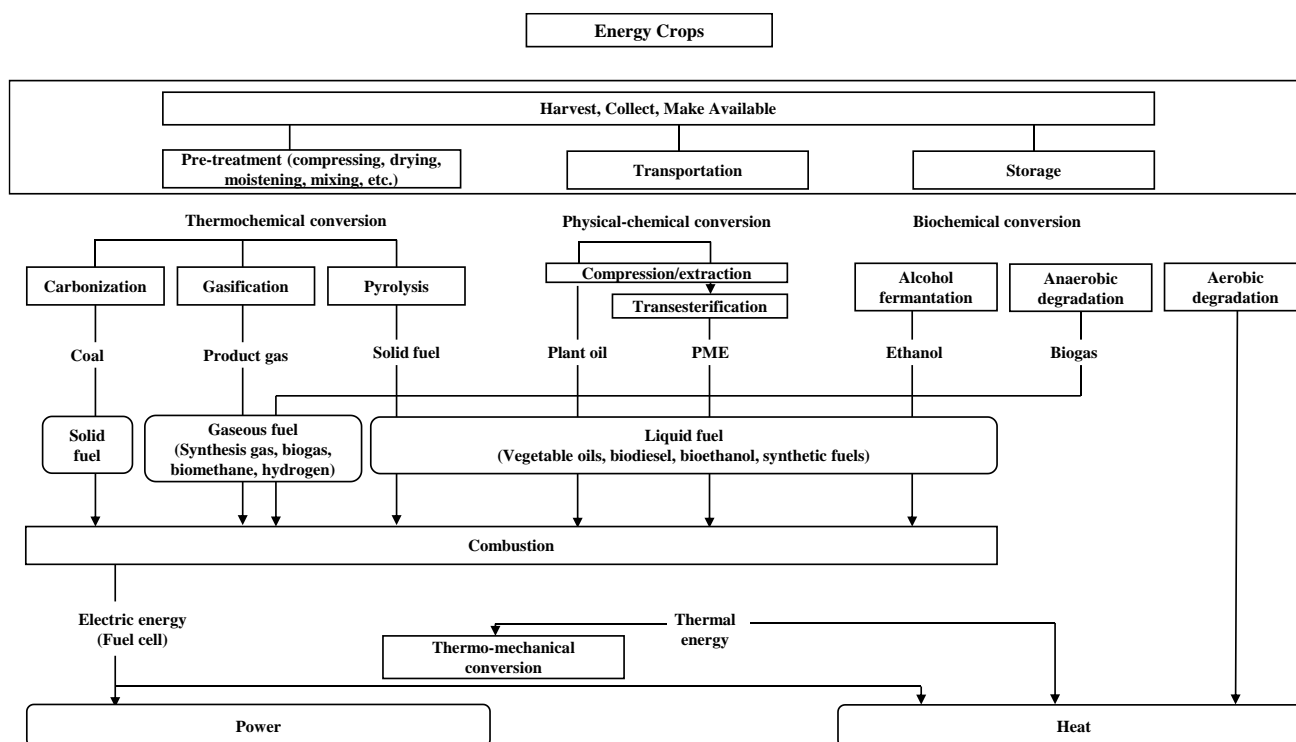 Energy Crops
Harvest, Collect, Make Available
Pre-treatment (compressing, drying,
moistening, mixing, etc.)
Transportation
Storage
Thermochemical conversion
Physical-chemical conversion
Biochemical conversion
Carbonization
Gasification
Pyrolysis
Compression/extraction
Transesterification
Alcohol
fermantation
Anaerobic
degradation
Aerobic
degradation
Coal
Product gas
Solid fuel
Plant oil
PME
Ethanol
Biogas
Solid
fuel
Gaseous fuel
(Synthesis gas, biogas,
biomethane, hydrogen)
Liquid fuel
(Vegetable oils, biodiesel, bioethanol, synthetic fuels)
Combustion
Electric energy
(Fuel cell)
Thermal
energy
Thermo-mechanical
conversion
Power
Heat